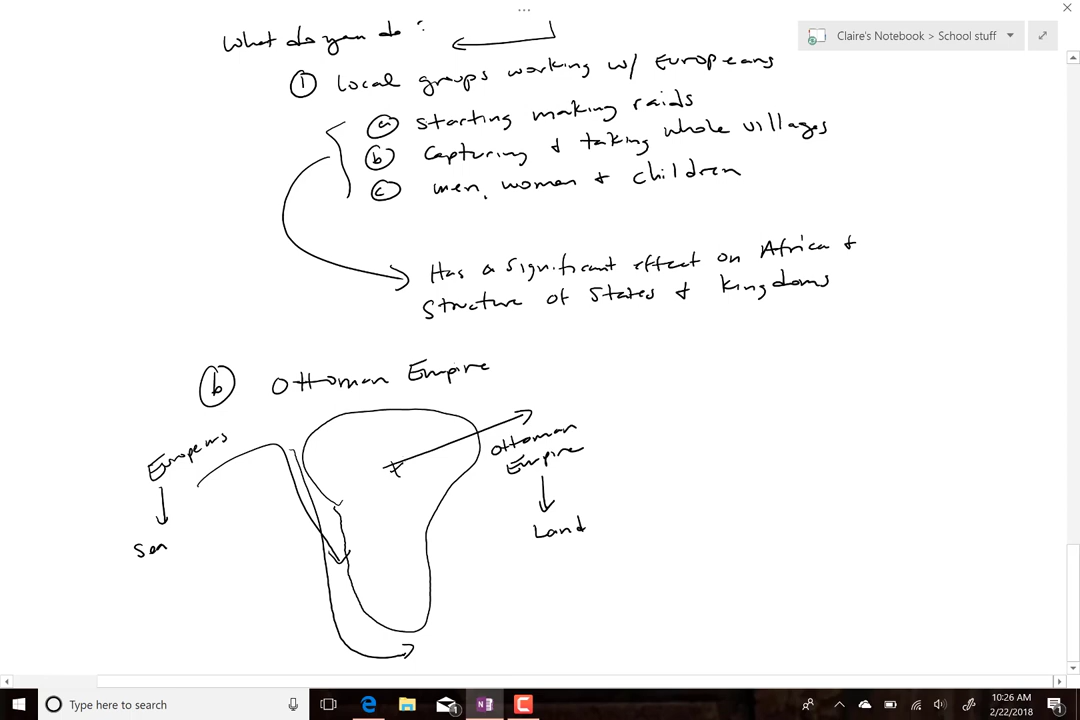 Claire's Notebook > School stuff
What do you do?
① Local groups working w/ Europeans
ⓐ starting making raids
ⓑ capturing & taking whole villages
ⓒ men, women & children
Has a significant effect on Africa &
structure of States & Kingdoms
ⓑ Ottoman Empire
Europeans
Sea
Ottoman
Empire
Land
Type here to search
10:26 AM
2/22/2018